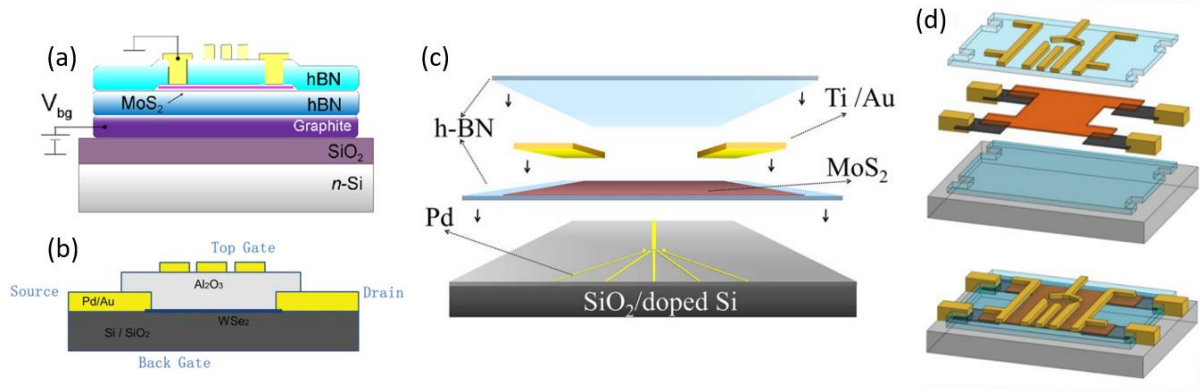 (a)
hBN
MoS₂
hBN
V_bg
Graphite
SiO₂
n-Si
(b)
Top Gate
Al₂O₃
Source
Drain
Pd/Au
WSe₂
Si / SiO₂
Back Gate
(c)
Ti /Au
h-BN
MoS₂
Pd
SiO₂/doped Si
(d)